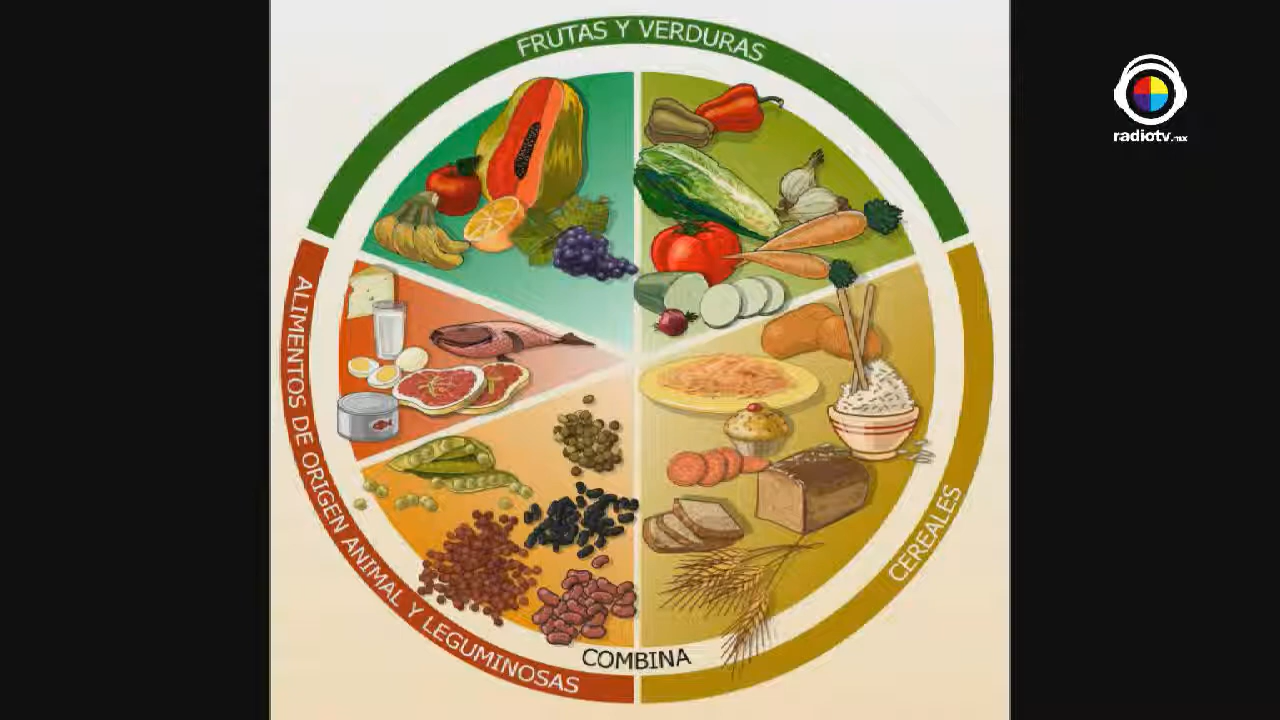 FRUTAS Y VERDURAS
radiotv.mx
ALIMENTOS DE ORIGEN ANIMAL Y LEGUMINOSAS
CEREALES
COMBINA